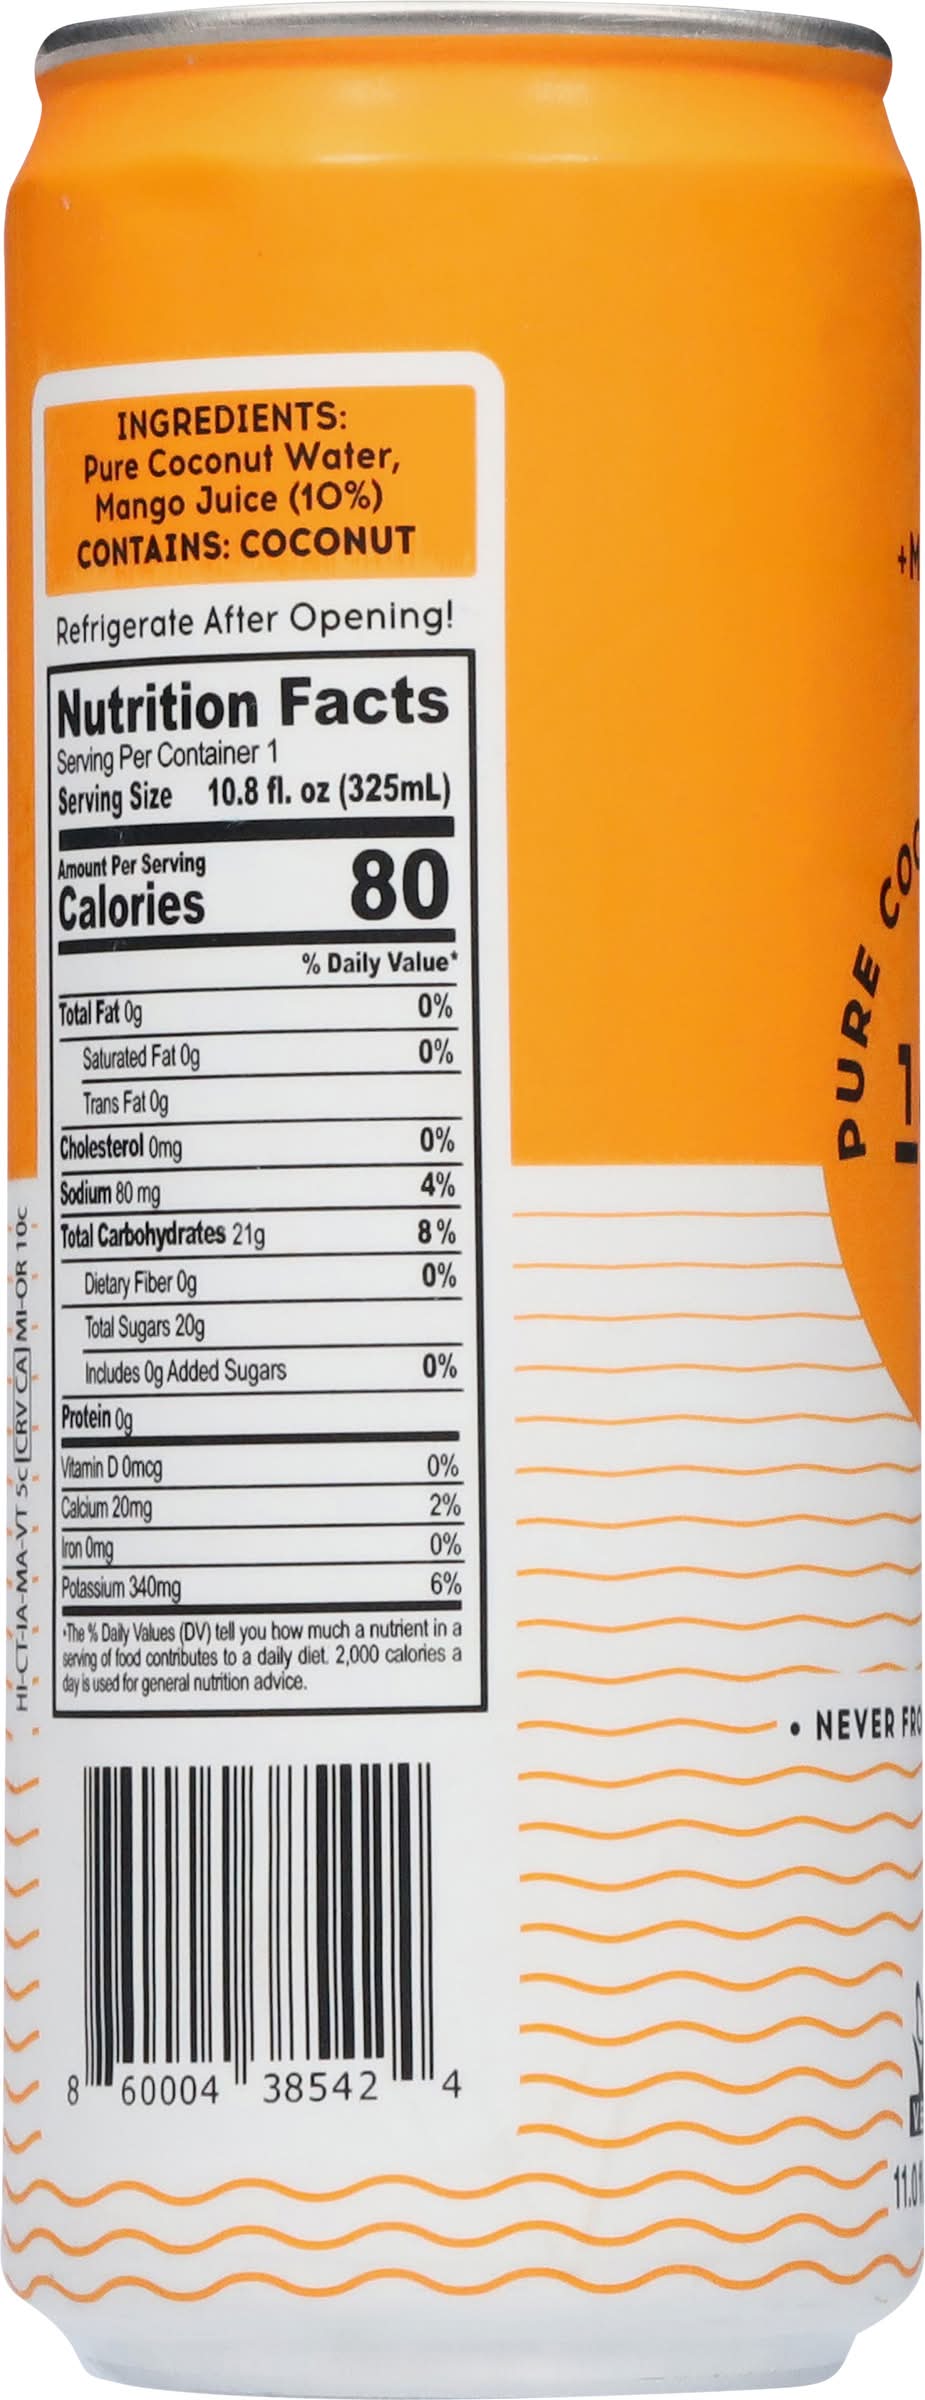 INGREDIENTS:
Pure Coconut Water,
Mango Juice (10%)
CONTAINS: COCONUT
Refrigerate After Opening!
Nutrition Facts
Serving Per Container 1
Serving Size 10.8 fl. oz (325mL)
Amount Per Serving
Calories 80
% Daily Value*
Total Fat 0g 0%
Saturated Fat 0g 0%
Trans Fat 0g
Cholesterol 0mg 0%
Sodium 80 mg 4%
Total Carbohydrates 21g 8%
Dietary Fiber 0g 0%
Total Sugars 20g
Includes 0g Added Sugars 0%
Protein 0g
Vitamin D 0mcg 0%
Calcium 20mg 2%
Iron 0mg 0%
Potassium 340mg 6%
*The % Daily Values (DV) tell you how much a nutrient in a
serving of food contributes to a daily diet. 2,000 calories a
day is used for general nutrition advice.
HI-CT-IA-MA-VT 5c CRV CA MI-OR 10c
8 60004 38542 4
PURE
• NEVER
11.0